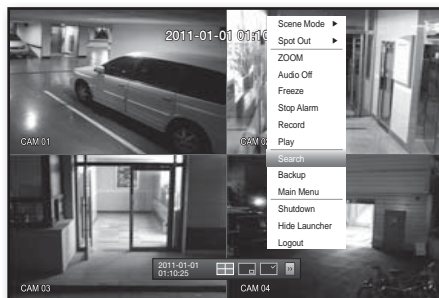 2011-01-01 01:10
Scene Mode
Spot Out
ZOOM
Audio Off
Freeze
Stop Alarm
Record
Play
Search
Backup
Main Menu
Shutdown
Hide Launcher
Logout
CAM 01
CAM 0
CAM 03
CAM 04
2011-01-01
01:10:25